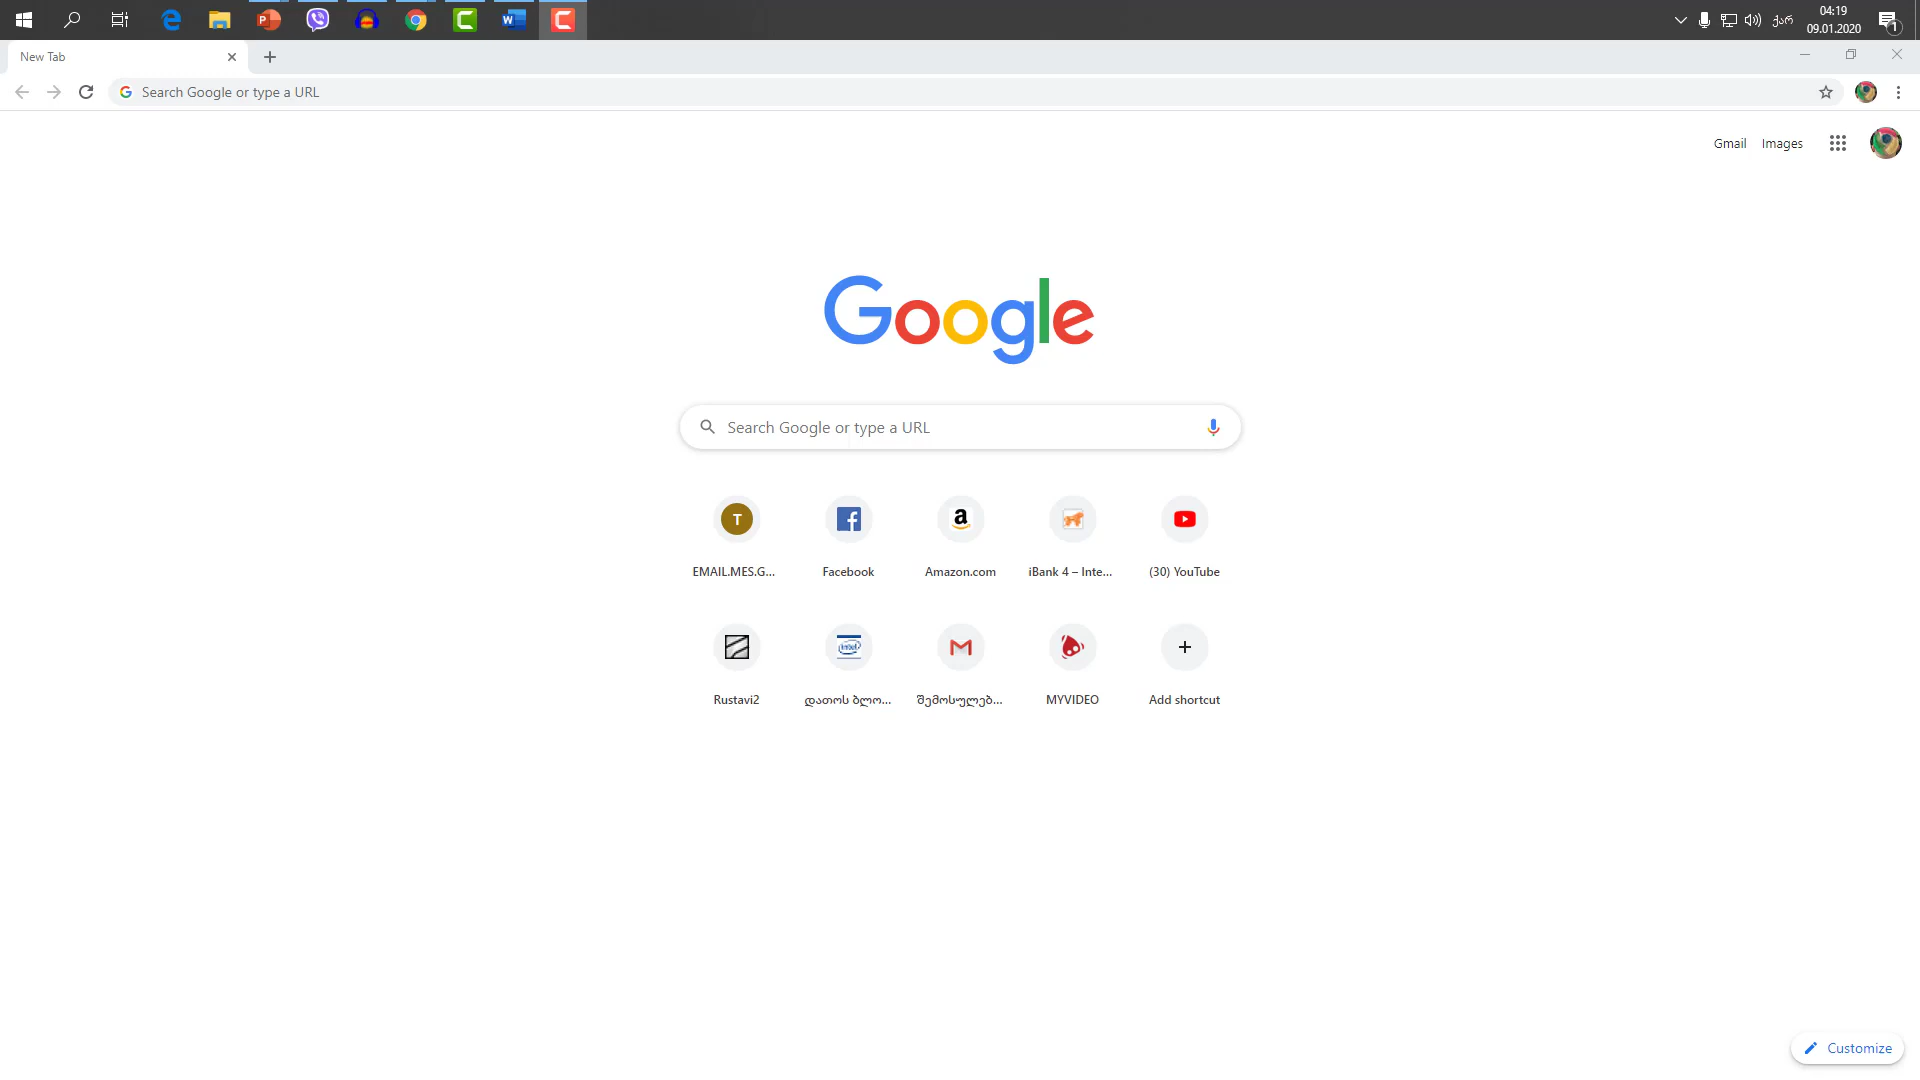 04:19
ქარ
09.01.2020
1
New Tab
Search Google or type a URL
Gmail Images
Google
Search Google or type a URL
T
a
EMAIL.MES.G... Facebook Amazon.com iBank 4 – Inte... (30) YouTube
intel
Rustavi2 დათოს ბლო... შემოსულებ... MYVIDEO Add shortcut
Customize